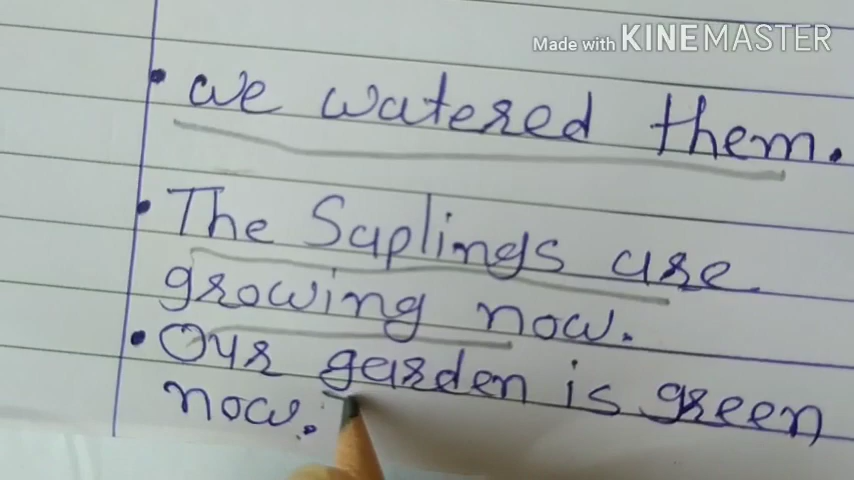 Made with KINEMASTER
• we watered them.
• The Saplings are
growing now.
• Our garden is green
now.